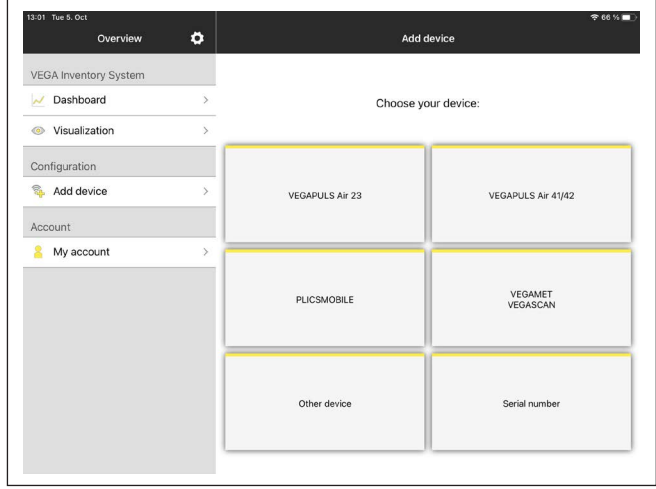 13:01 Tue 5. Oct
66 %
Overview
Add device
VEGA Inventory System
Dashboard
Visualization
Configuration
Add device
Account
My account
Choose your device:
VEGAPULS Air 23
VEGAPULS Air 41/42
PLICSMOBILE
VEGAMET
VEGASCAN
Other device
Serial number